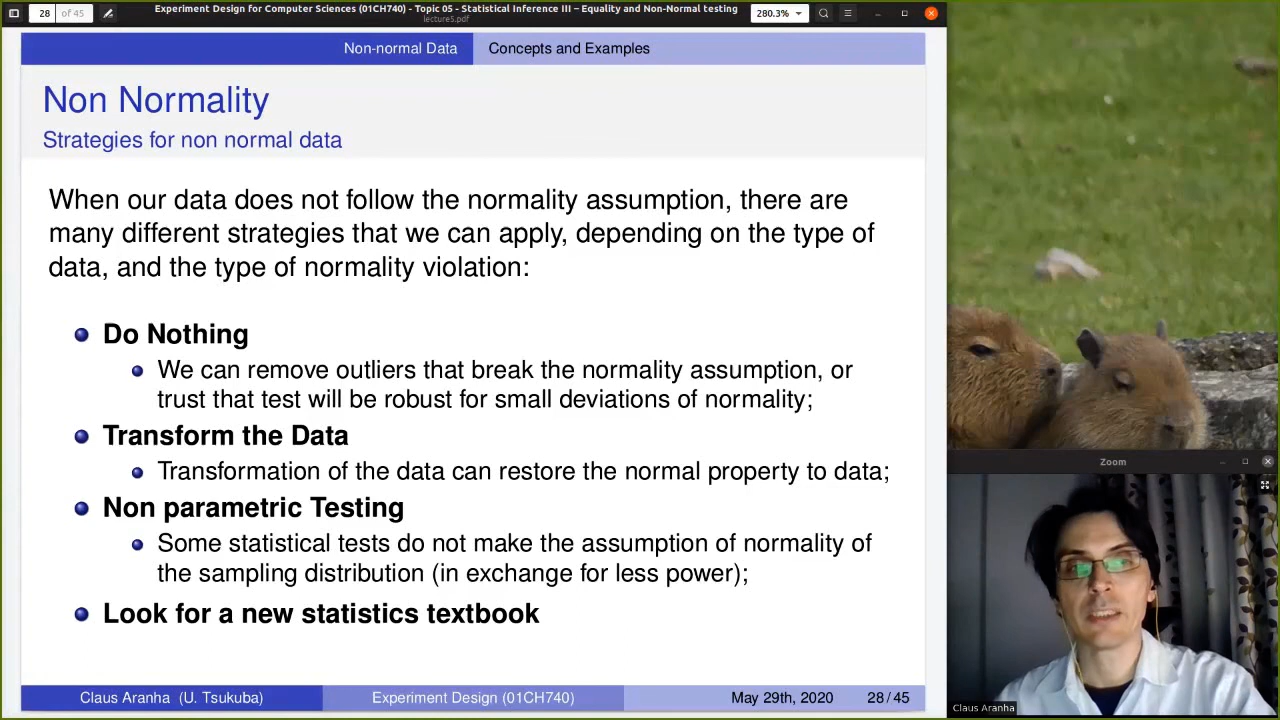 28 of 45
Experiment Design for Computer Sciences (01CH740) - Topic 05 - Statistical Inference III – Equality and Non-Normal testing
lecture5.pdf
280.3%
Non-normal Data
Concepts and Examples
Non Normality
Strategies for non normal data
When our data does not follow the normality assumption, there are
many different strategies that we can apply, depending on the type of
data, and the type of normality violation:
Do Nothing
We can remove outliers that break the normality assumption, or
trust that test will be robust for small deviations of normality;
Transform the Data
Transformation of the data can restore the normal property to data;
Non parametric Testing
Some statistical tests do not make the assumption of normality of
the sampling distribution (in exchange for less power);
Look for a new statistics textbook
Claus Aranha (U. Tsukuba)
Experiment Design (01CH740)
May 29th, 2020
28 / 45
Zoom
Claus Aranha